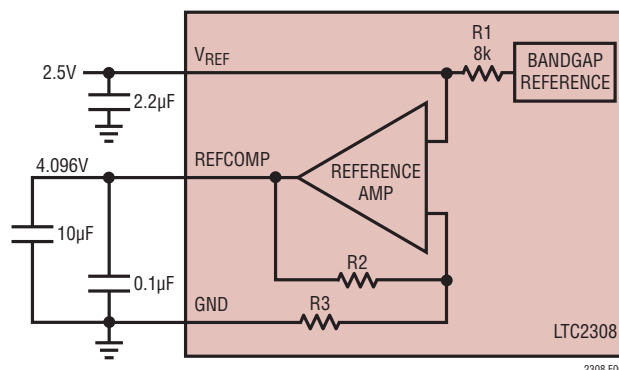 R1
8k
BANDGAP
REFERENCE
VREF
2.5V
2.2µF
REFCOMP
4.096V
REFERENCE
AMP
10µF
0.1µF
R2
GND
R3
LTC2308